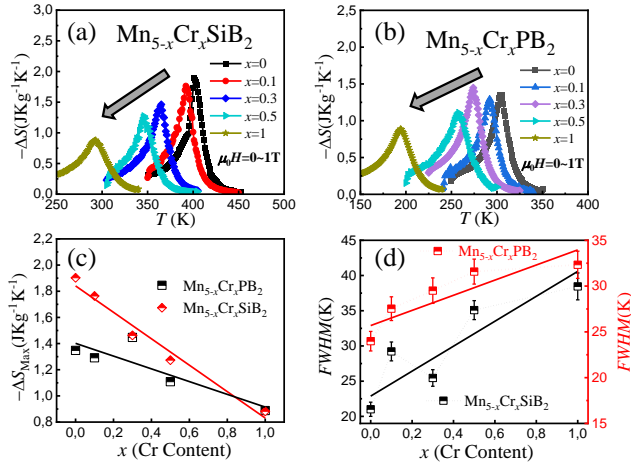 (a) Mn5-xCrxSiB2
x=0
x=0.1
x=0.3
x=0.5
x=1
μ0H=0~1T
−ΔS(JKg-1K-1)
2,0
1,5
1,0
0,5
0,0
250 300 350 400 450 500
T (K)
(b) Mn5-xCrxPB2
x=0
x=0.1
x=0.3
x=0.5
x=1
μ0H=0~1T
−ΔS(JKg-1K-1)
2,5
2,0
1,5
1,0
0,5
0,0
150 200 250 300 350 400
T (K)
(c)
Mn5-xCrxPB2
Mn5-xCrxSiB2
−ΔSMax(JKg-1K-1)
2,2
2,0
1,8
1,6
1,4
1,2
1,0
0,8
0,0 0,2 0,4 0,6 0,8 1,0
x (Cr Content)
(d)
Mn5-xCrxPB2
Mn5-xCrxSiB2
FWHM(K)
45
40
35
30
25
20
FWHM(K)
35
30
25
20
15
0,0 0,2 0,4 0,6 0,8 1,0
x (Cr Content)